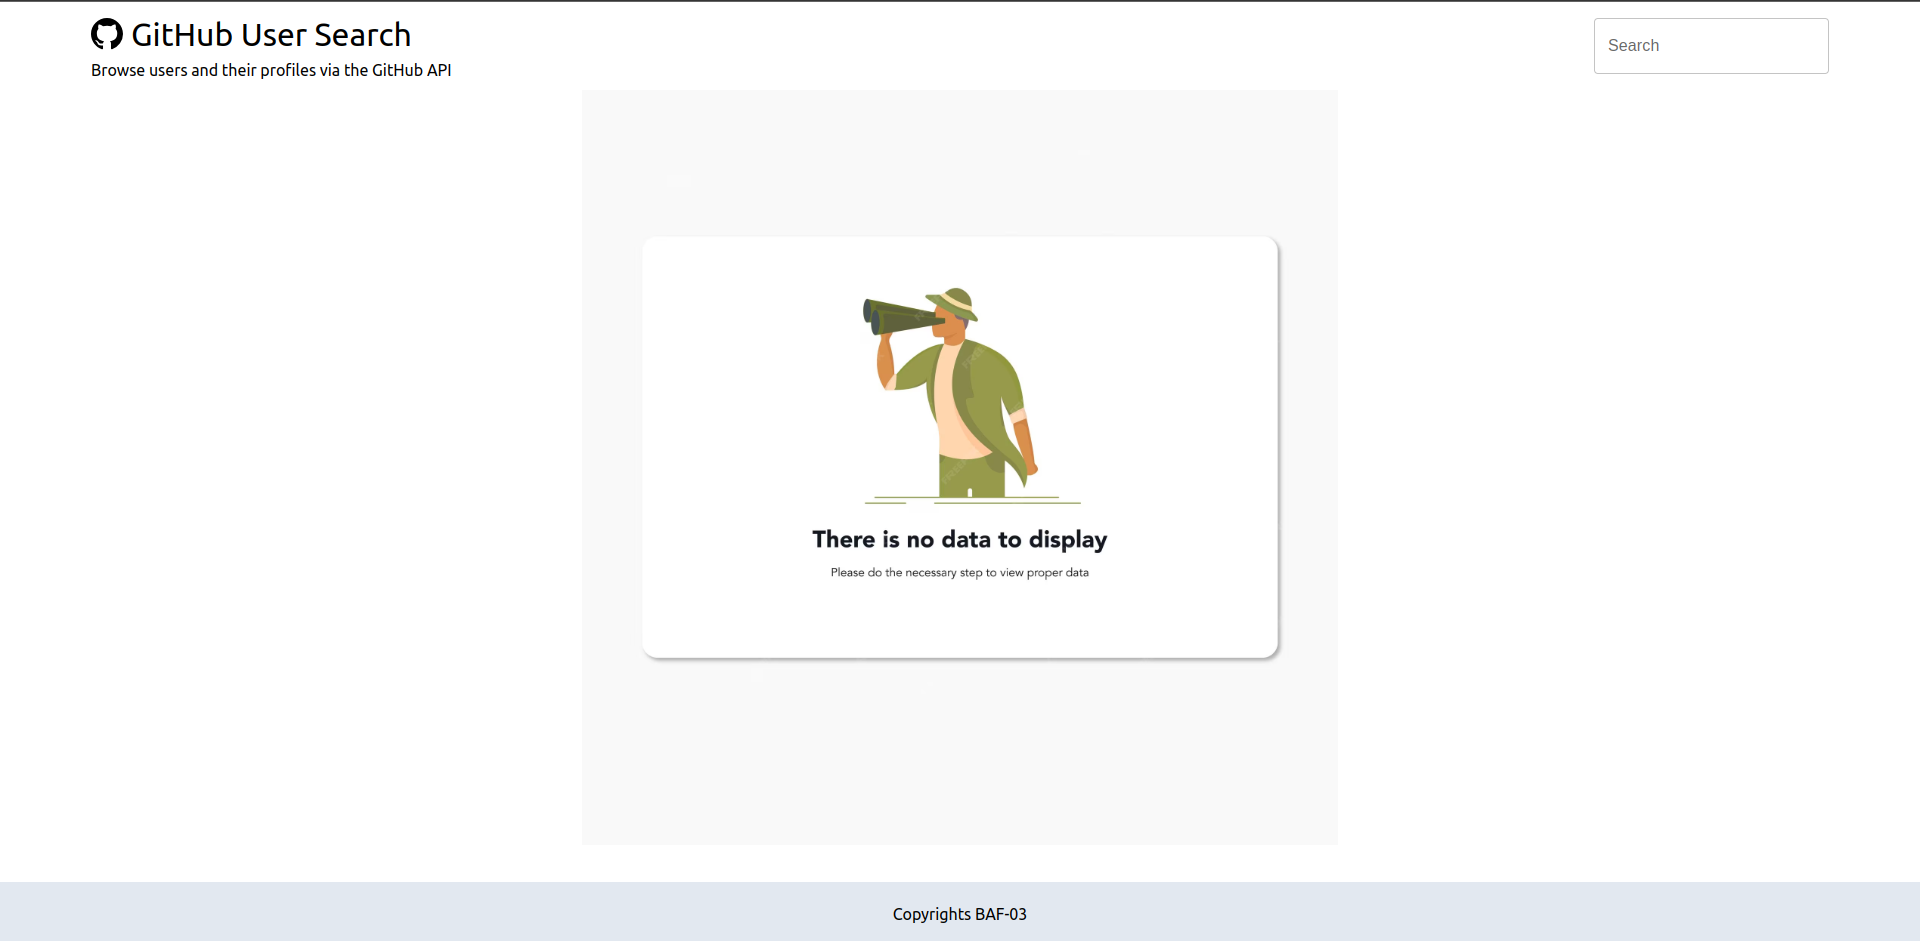 GitHub User Search
Browse users and their profiles via the GitHub API
Search
There is no data to display
Please do the necessary step to view proper data
Copyrights BAF-03